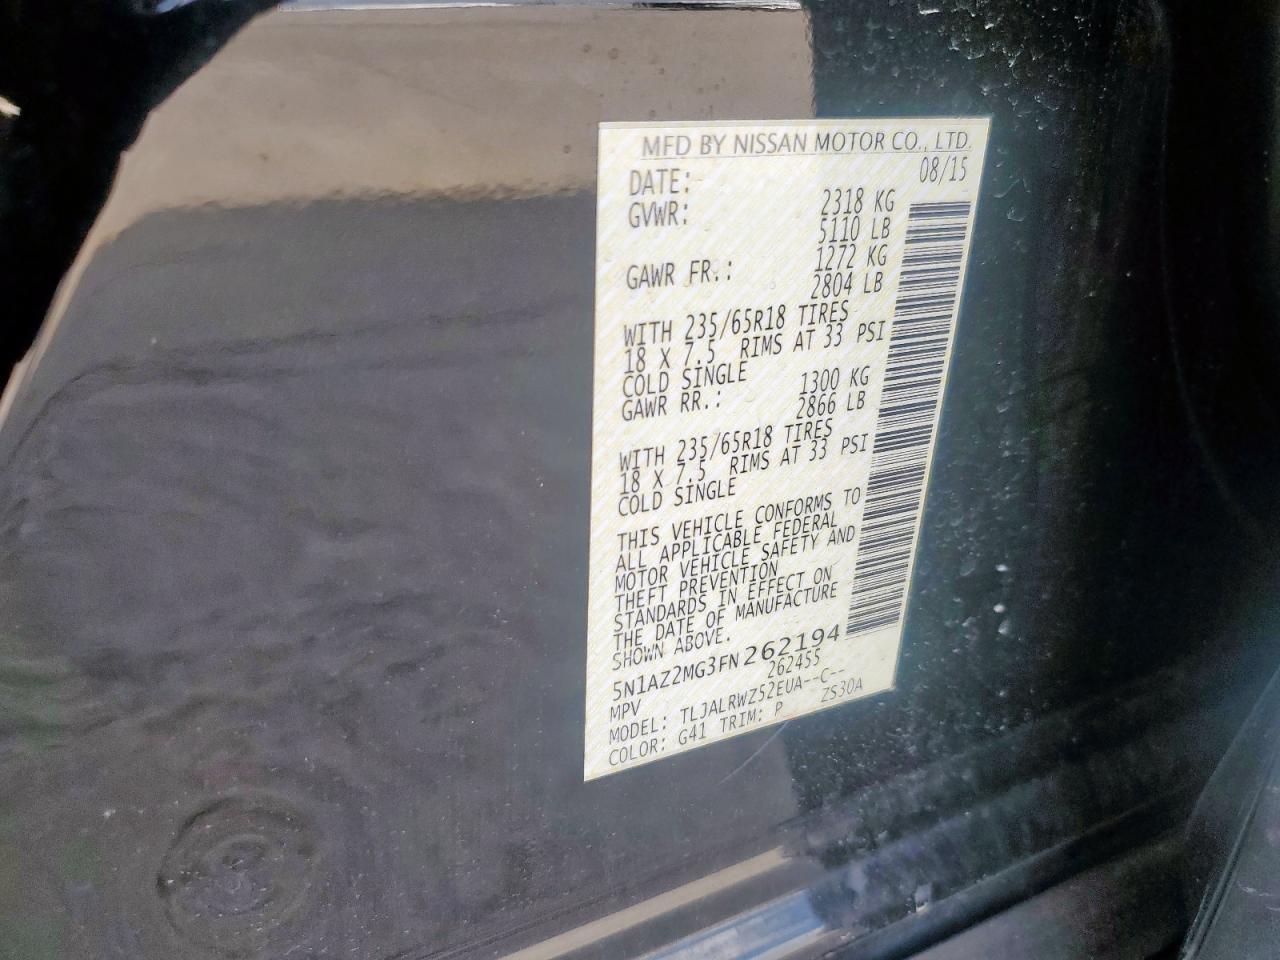 MFD BY NISSAN MOTOR CO., LTD.
DATE: 08/15
GVWR: 2318 KG
5110 LB
GAWR FR.: 1272 KG
2804 LB
WITH 235/65R18 TIRES
18 X 7.5 RIMS AT 33 PSI
COLD SINGLE
GAWR RR.: 1300 KG
2866 LB
WITH 235/65R18 TIRES
18 X 7.5 RIMS AT 33 PSI
COLD SINGLE
THIS VEHICLE CONFORMS TO
ALL APPLICABLE FEDERAL
MOTOR VEHICLE SAFETY AND
THEFT PREVENTION
STANDARDS IN EFFECT ON
THE DATE OF MANUFACTURE
SHOWN ABOVE.
5N1AZ2MG3FN262194
MPV 262455
MODEL: TLJALRWZ52EUA--C--
COLOR: G41 TRIM: P ZS30A